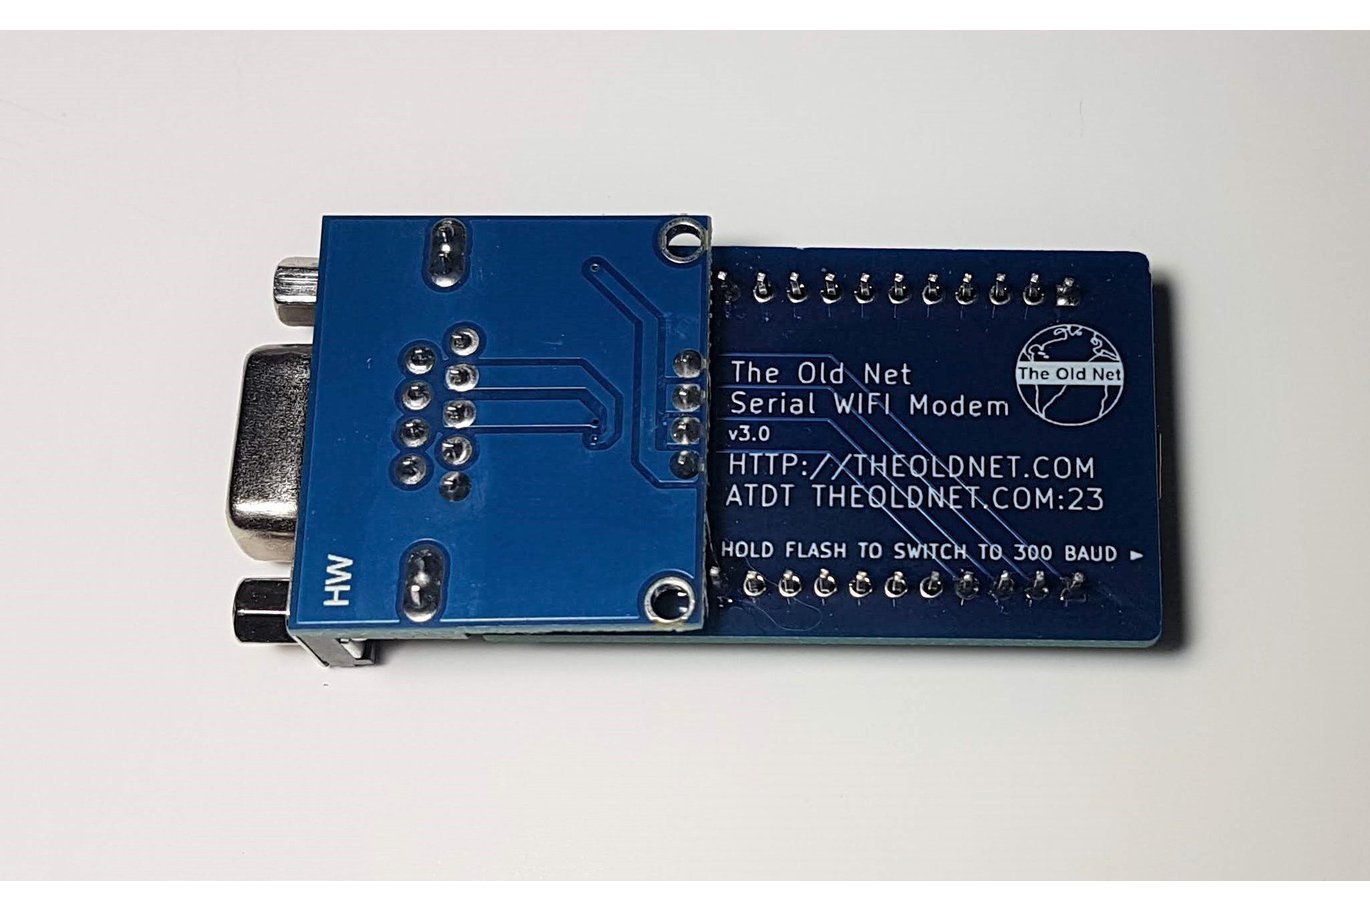 The Old Net
Serial WIFI Modem
v3.0
HTTP://THEOLDNET.COM
ATDT THEOLDNET.COM:23
HOLD FLASH TO SWITCH TO 300 BAUD ►
The Old Net
HW